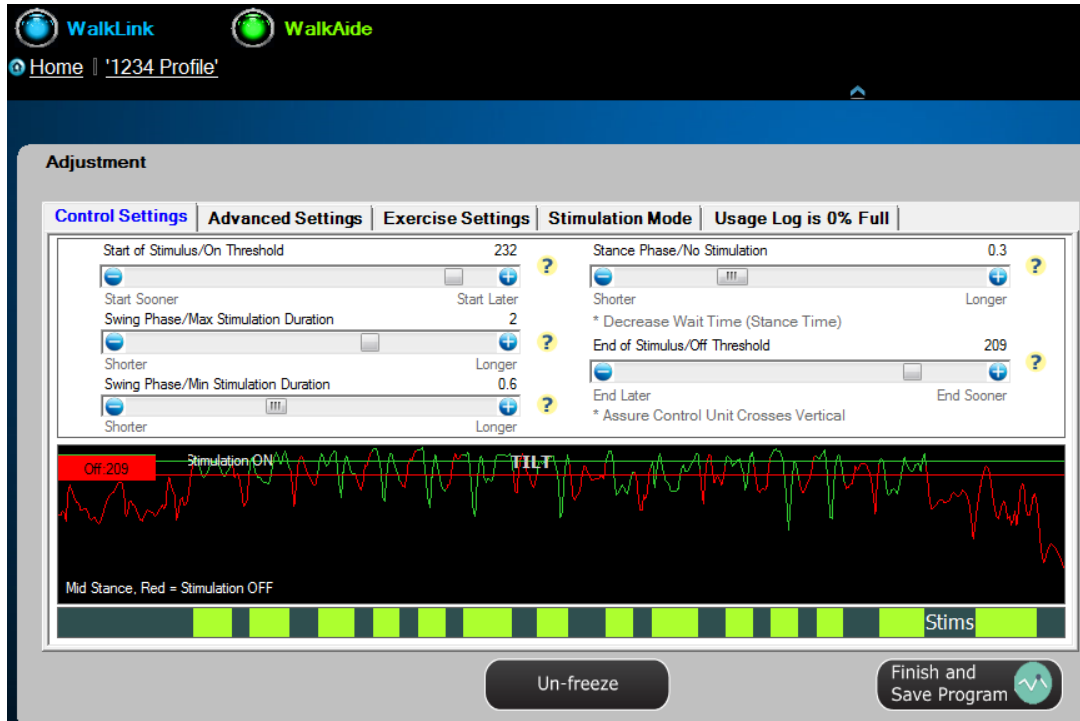 WalkLink WalkAide
Home '1234 Profile'
Adjustment
Control Settings Advanced Settings Exercise Settings Stimulation Mode Usage Log is 0% Full
Start of Stimulus/On Threshold 232 ?
Start Sooner Start Later
Swing Phase/Max Stimulation Duration 2 ?
Shorter Longer
Swing Phase/Min Stimulation Duration 0.6 ?
Shorter Longer
Stance Phase/No Stimulation 0.3 ?
Shorter Longer
* Decrease Wait Time (Stance Time)
End of Stimulus/Off Threshold 209 ?
End Later End Sooner
* Assure Control Unit Crosses Vertical
Off:209 Stimulation ON TILT
Mid Stance, Red = Stimulation OFF
Stims
Un-freeze
Finish and
Save Program